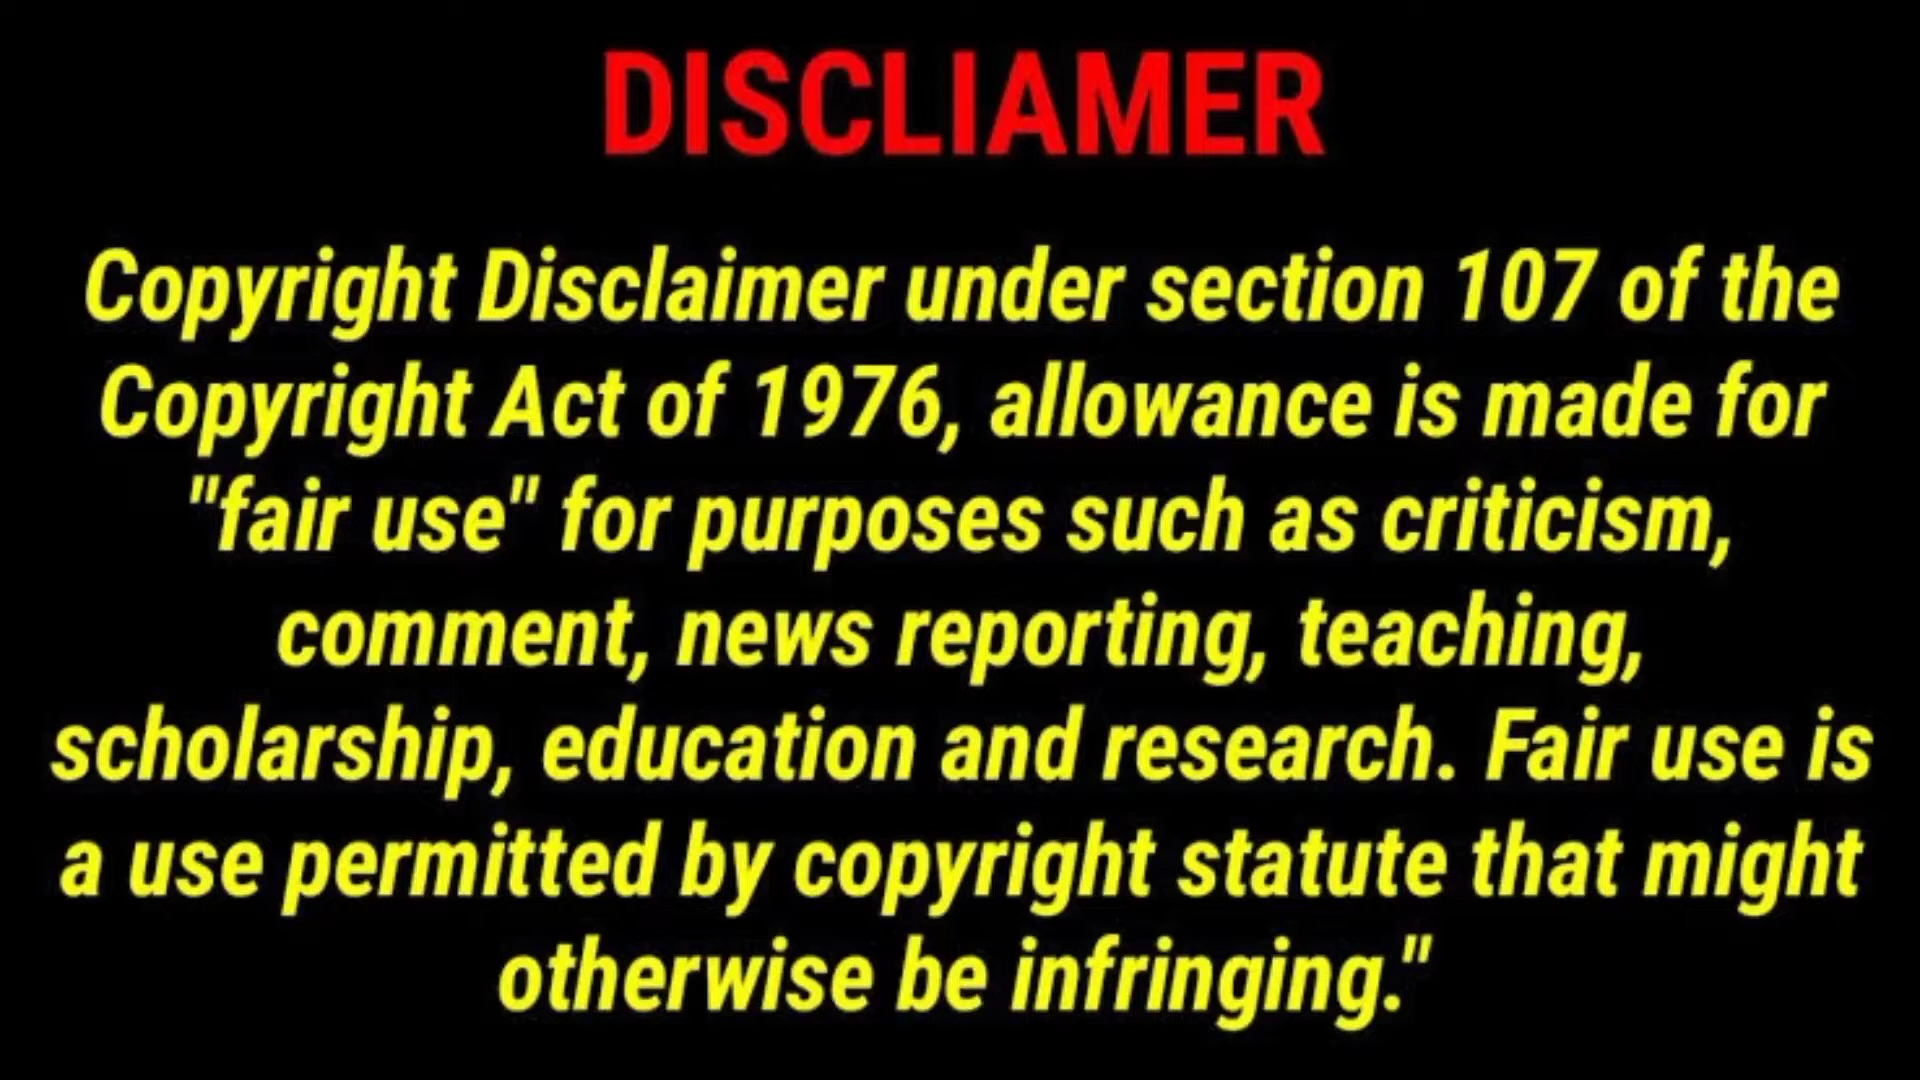 DISCLIAMER
Copyright Disclaimer under section 107 of the
Copyright Act of 1976, allowance is made for
"fair use" for purposes such as criticism,
comment, news reporting, teaching,
scholarship, education and research. Fair use is
a use permitted by copyright statute that might
otherwise be infringing."